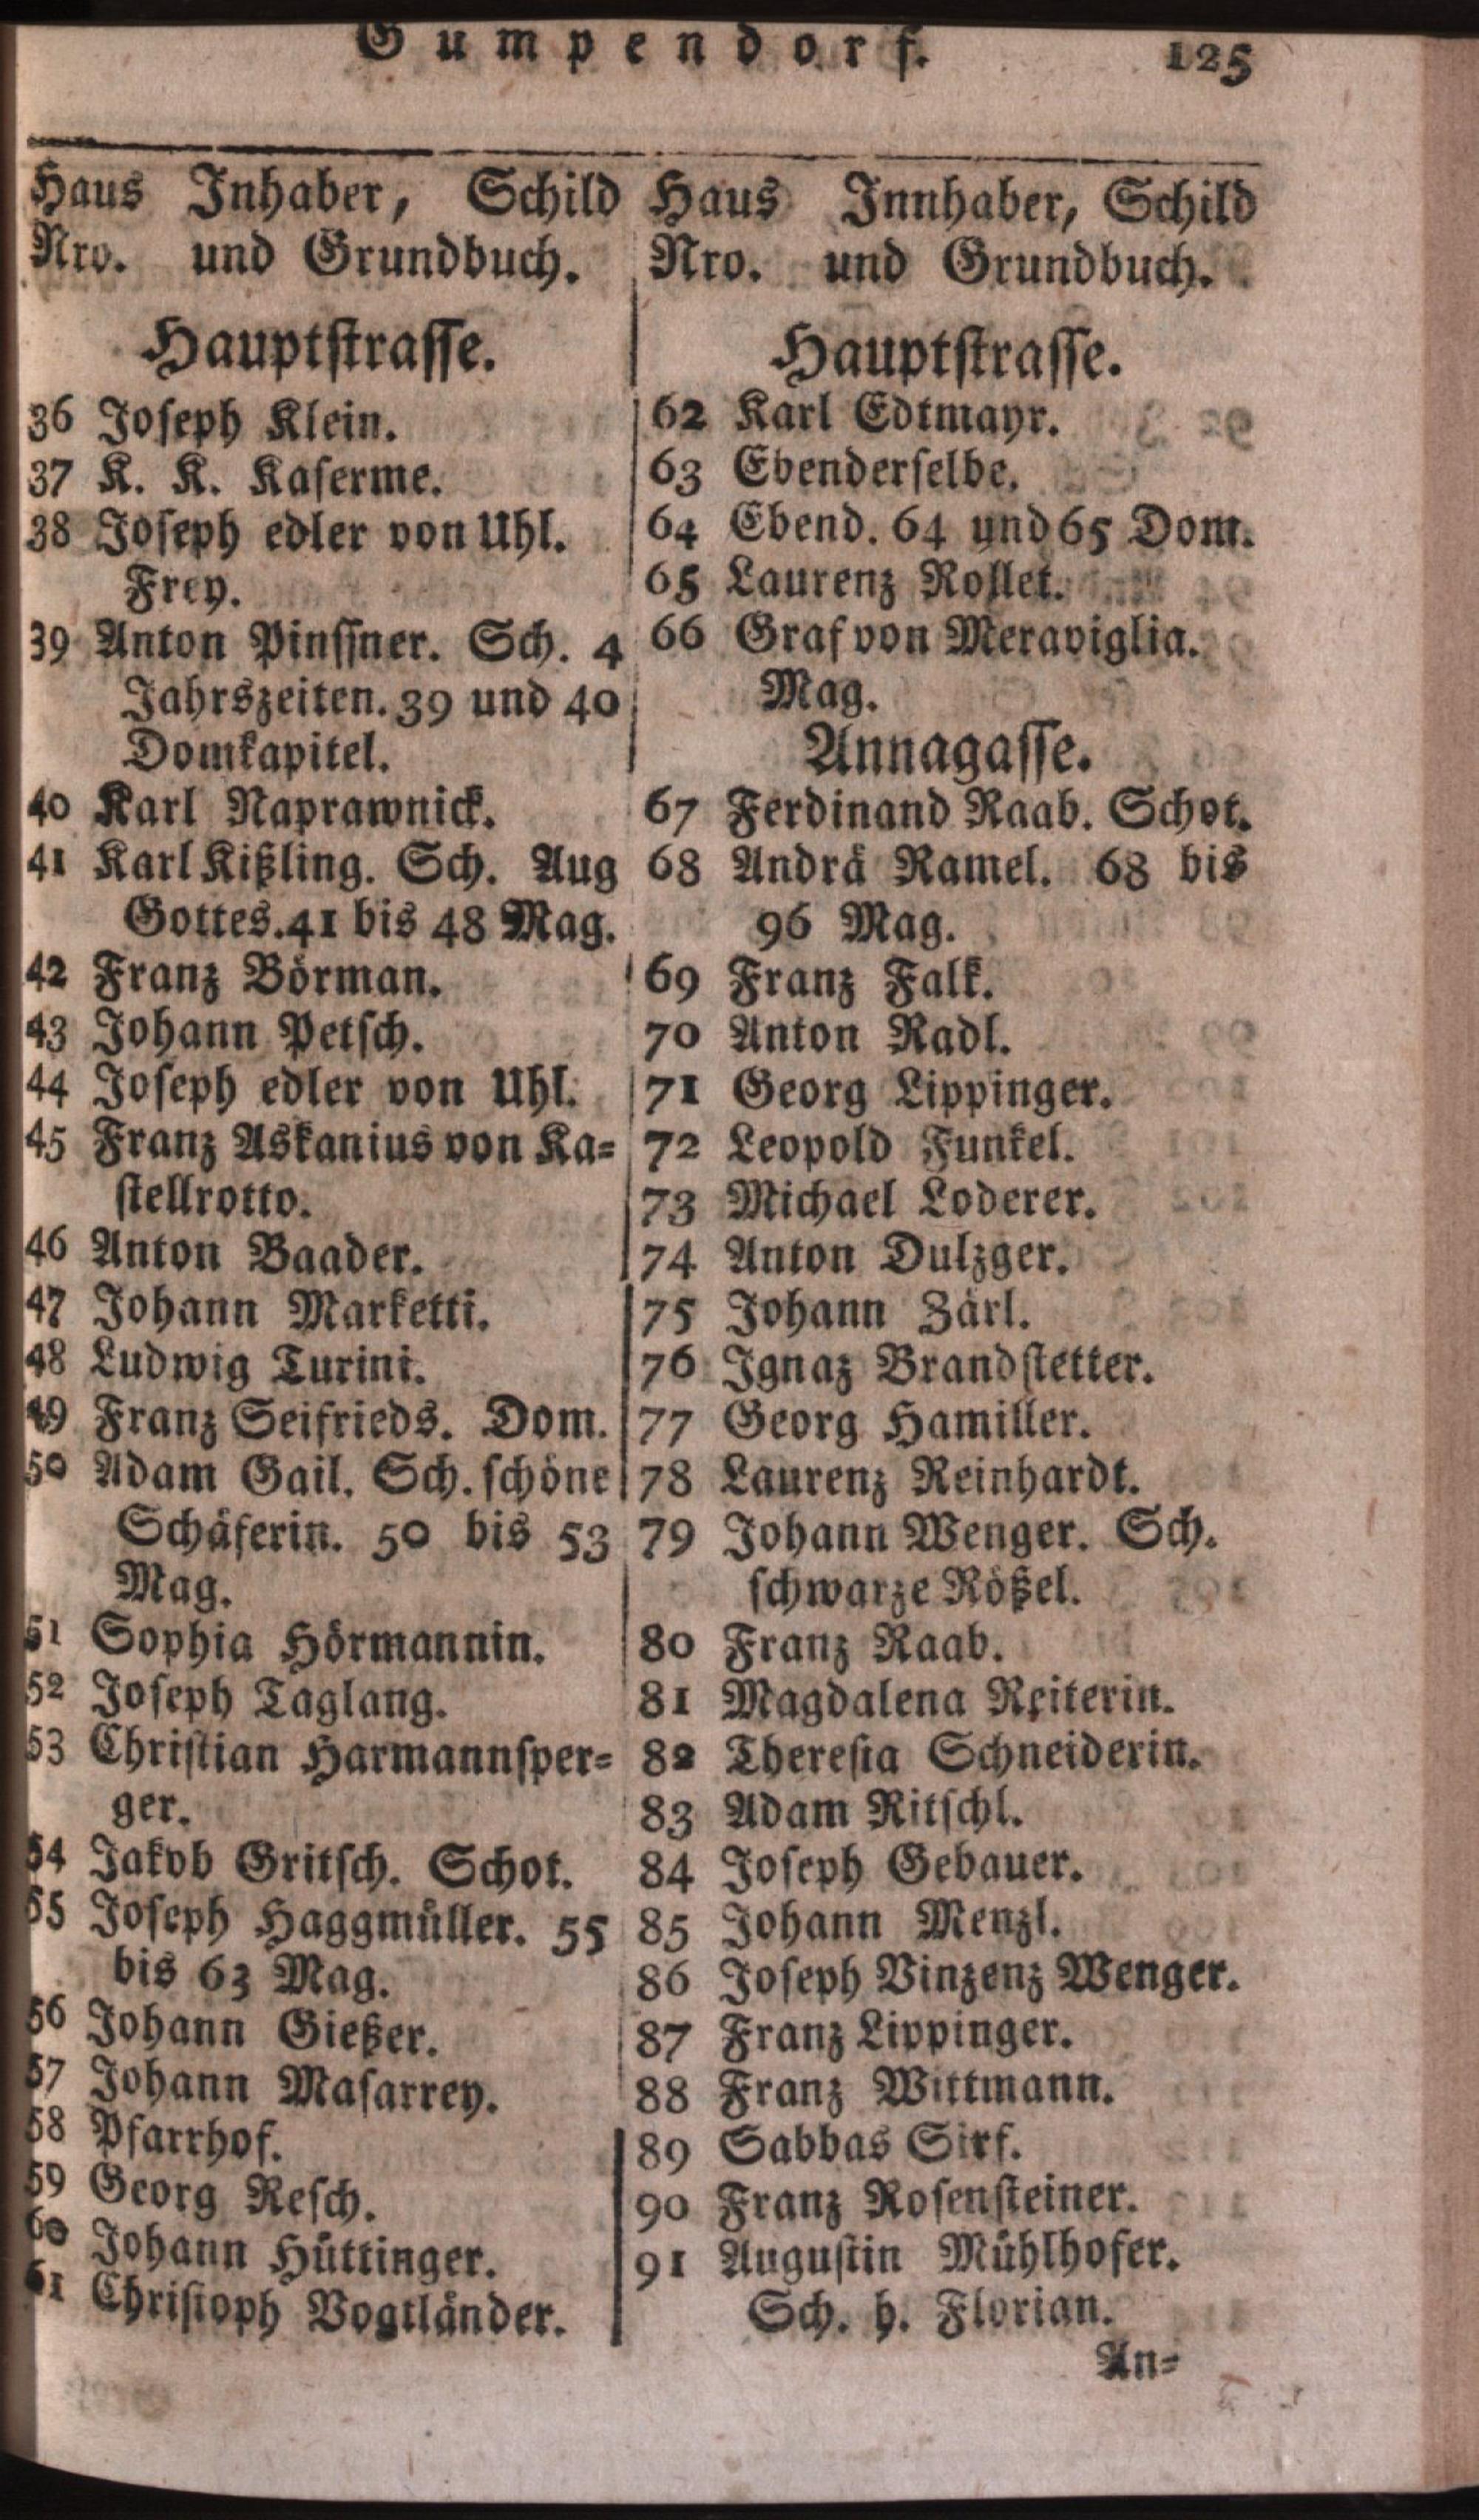 Gumpendorf. 125
Haus Inhaber, Schild
Nro. und Grundbuch.
Hauptstrasse.
36 Joseph Klein.
37 K. K. Kaserme.
38 Joseph edler von Uhl.
Frey.
39 Anton Pinssner. Sch. 4
Jahrszeiten. 39 und 40
Domkapitel.
40 Karl Naprawnick.
41 Karl Kißling. Sch. Aug
Gottes. 41 bis 48 Mag.
42 Franz Börman.
43 Johann Petsch.
44 Joseph edler von Uhl.
45 Franz Askanius von Ka=
stellrotto.
46 Anton Baader.
47 Johann Marketti.
48 Ludwig Turini.
49 Franz Seifrieds. Dom.
50 Adam Gail. Sch. schöne
Schäferin. 50 bis 53
Mag.
51 Sophia Hörmannin.
52 Joseph Taglang.
53 Christian Harmannsper=
ger.
54 Jakob Gritsch. Schot.
55 Joseph Haggmüller. 55
bis 63 Mag.
56 Johann Gießer.
57 Johann Masarrey.
58 Pfarrhof.
59 Georg Resch.
60 Johann Hüttinger.
61 Christoph Vogtländer.
Haus Innhaber, Schild
Nro. und Grundbuch.
Hauptstrasse.
62 Karl Edtmayr.
63 Ebenderselbe.
64 Ebend. 64 und 65 Dom.
65 Laurenz Rollet.
66 Graf von Meraviglia.
Mag.
Annagasse.
67 Ferdinand Raab. Schot.
68 Andrä Ramel. 68 bis
96 Mag.
69 Franz Falk.
70 Anton Radl.
71 Georg Lippinger.
72 Leopold Funkel.
73 Michael Loderer.
74 Anton Dulzger.
75 Johann Zärl.
76 Ignaz Brandstetter.
77 Georg Hamiller.
78 Laurenz Reinhardt.
79 Johann Wenger. Sch.
schwarze Rößel.
80 Franz Raab.
81 Magdalena Reiterin.
82 Theresia Schneiderin.
83 Adam Ritschl.
84 Joseph Gebauer.
85 Johann Menzl.
86 Joseph Vinzenz Wenger.
87 Franz Lippinger.
88 Franz Wittmann.
89 Sabbas Sirf.
90 Franz Rosensteiner.
91 Augustin Mühlhofer.
Sch. h. Florian.
An=